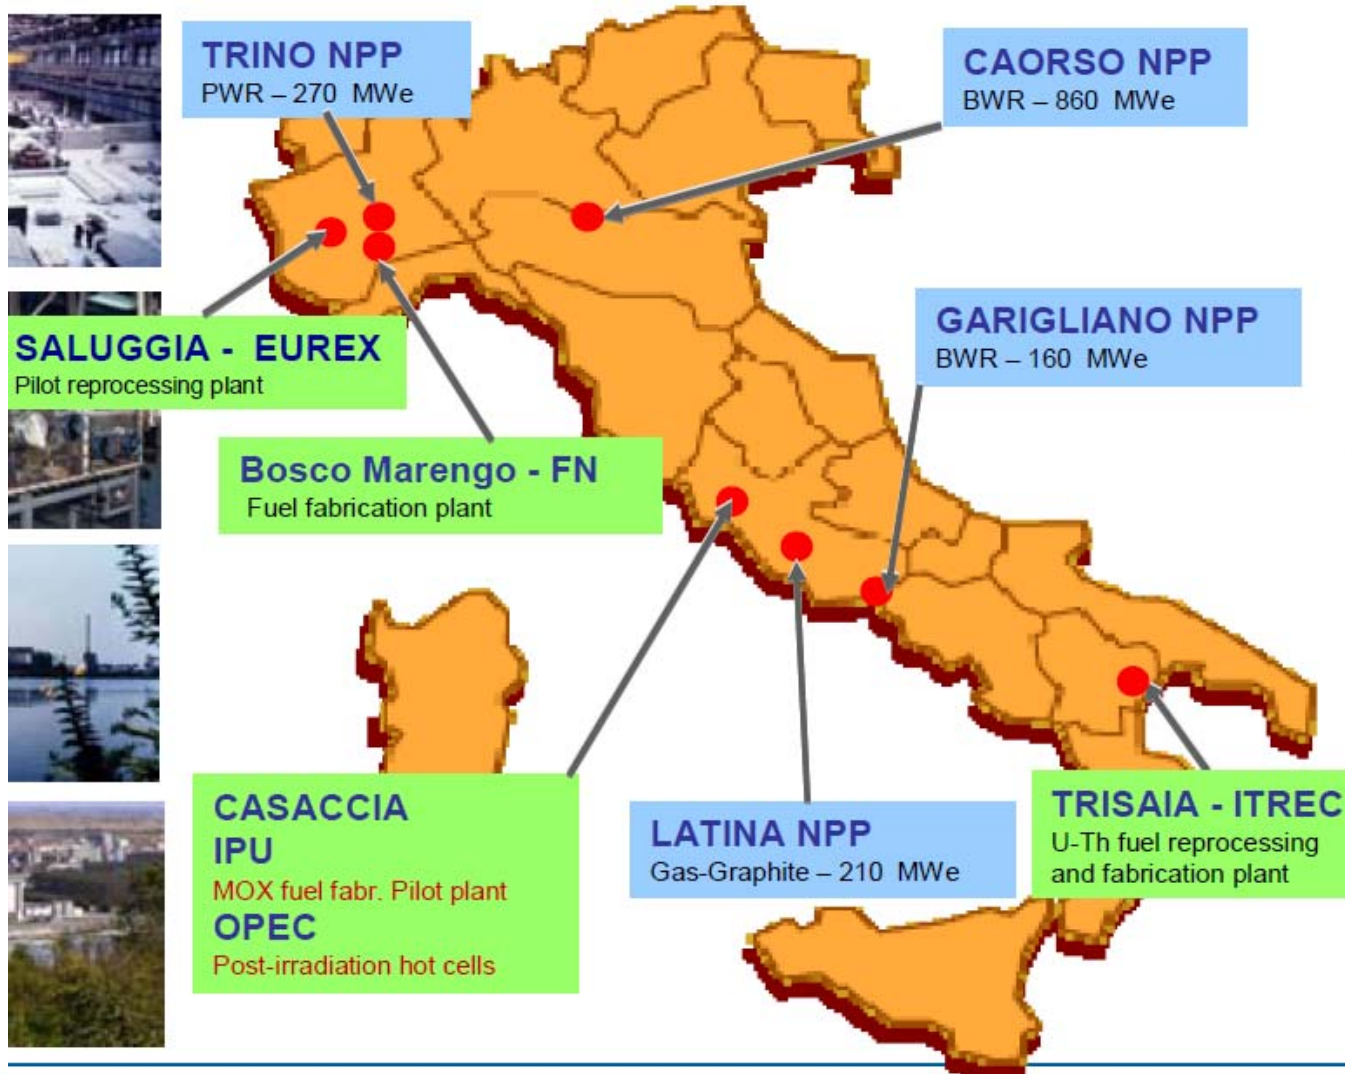 TRINO NPP
PWR – 270 MWe
CAORSO NPP
BWR – 860 MWe
SALUGGIA - EUREX
Pilot reprocessing plant
GARIGLIANO NPP
BWR – 160 MWe
Bosco Marengo - FN
Fuel fabrication plant
CASACCIA
IPU
MOX fuel fabr. Pilot plant
OPEC
Post-irradiation hot cells
LATINA NPP
Gas-Graphite – 210 MWe
TRISAIA - ITREC
U-Th fuel reprocessing
and fabrication plant